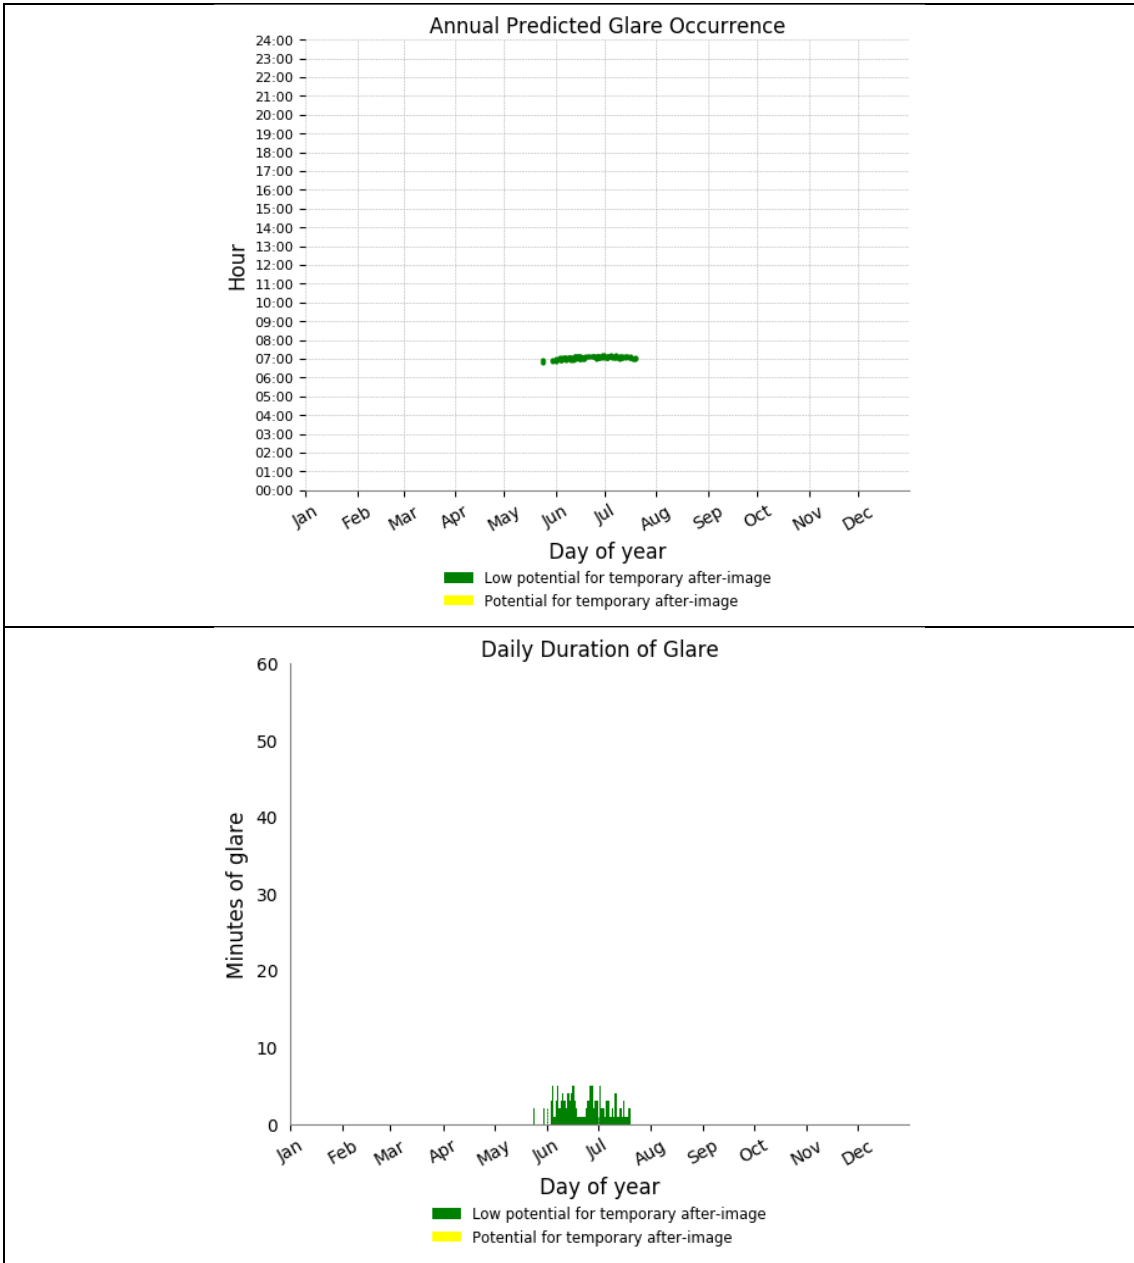 Annual Predicted Glare Occurrence
24:00
23:00
22:00
21:00
20:00
19:00
18:00
17:00
16:00
15:00
14:00
13:00
12:00
11:00
10:00
09:00
08:00
07:00
06:00
05:00
04:00
03:00
02:00
01:00
00:00
Hour
Jan Feb Mar Apr May Jun Jul Aug Sep Oct Nov Dec
Day of year
Low potential for temporary after-image
Potential for temporary after-image
Daily Duration of Glare
60
50
40
30
20
10
0
Minutes of glare
Jan Feb Mar Apr May Jun Jul Aug Sep Oct Nov Dec
Day of year
Low potential for temporary after-image
Potential for temporary after-image